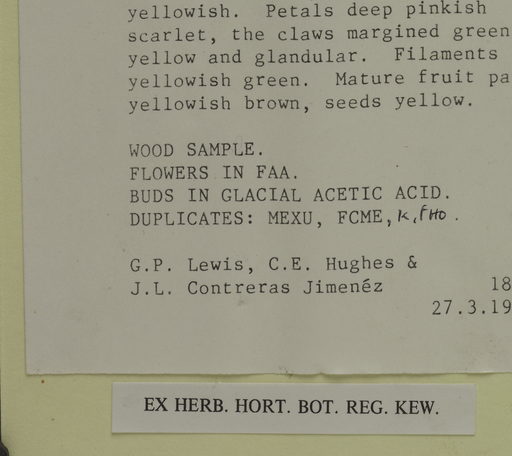 yellowish. Petals deep pinkish
scarlet, the claws margined green
yellow and glandular. Filaments
yellowish green. Mature fruit pa
yellowish brown, seeds yellow.
WOOD SAMPLE.
FLOWERS IN FAA.
BUDS IN GLACIAL ACETIC ACID.
DUPLICATES: MEXU, FCME, K, FHO.
G.P. Lewis, C.E. Hughes &
J.L. Contreras Jimenéz 18
27.3.19
EX HERB. HORT. BOT. REG. KEW.